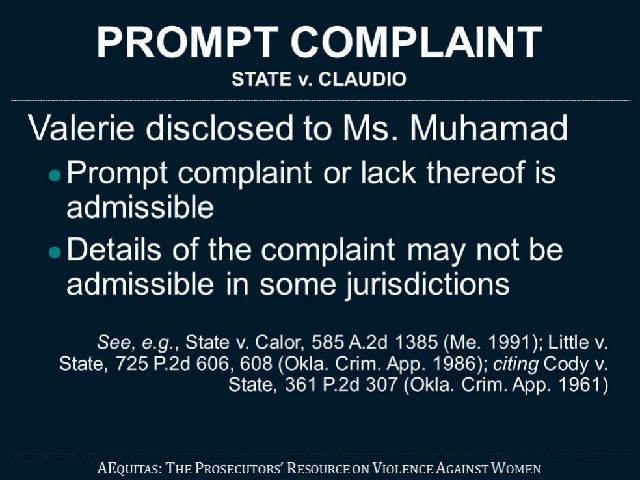 PROMPT COMPLAINT
STATE v. CLAUDIO
Valerie disclosed to Ms. Muhamad
●Prompt complaint or lack thereof is
admissible
●Details of the complaint may not be
admissible in some jurisdictions
See, e.g., State v. Calor, 585 A.2d 1385 (Me. 1991); Little v.
State, 725 P.2d 606, 608 (Okla. Crim. App. 1986); citing Cody v.
State, 361 P.2d 307 (Okla. Crim. App. 1961)
AEQUITAS: THE PROSECUTORS’ RESOURCE ON VIOLENCE AGAINST WOMEN